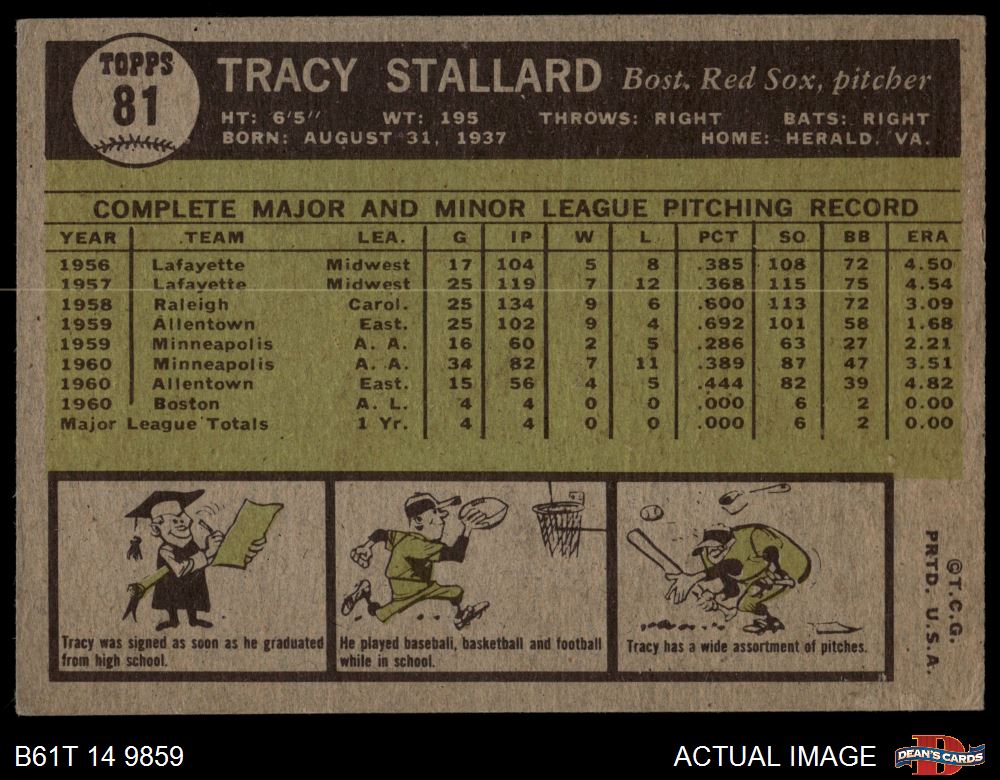 TOPPS
81
TRACY STALLARD Bost. Red Sox, pitcher
HT: 6'5" WT: 195 THROWS: RIGHT BATS: RIGHT
BORN: AUGUST 31, 1937 HOME: HERALD, VA.
COMPLETE MAJOR AND MINOR LEAGUE PITCHING RECORD
YEAR TEAM LEA. G IP W L PCT SO BB ERA
1956 Lafayette Midwest 17 104 5 8 .385 108 72 4.50
1957 Lafayette Midwest 25 119 7 12 .368 115 75 4.54
1958 Raleigh Carol. 25 134 9 6 .600 113 72 3.09
1959 Allentown East. 25 102 9 4 .692 101 58 1.68
1959 Minneapolis A. A. 16 60 2 5 .286 63 27 2.21
1960 Minneapolis A. A. 34 82 7 11 .389 87 47 3.51
1960 Allentown East. 15 56 4 5 .444 82 39 4.82
1960 Boston A. L. 4 4 0 0 .000 6 2 0.00
Major League Totals 1 Yr. 4 4 0 0 .000 6 2 0.00
Tracy was signed as soon as he graduated
from high school.
He played baseball, basketball and football
while in school.
Tracy has a wide assortment of pitches.
©T.C.G.
PRTD. U.S.A.
B61T 14 9859
ACTUAL IMAGE
DEAN'S CARDS